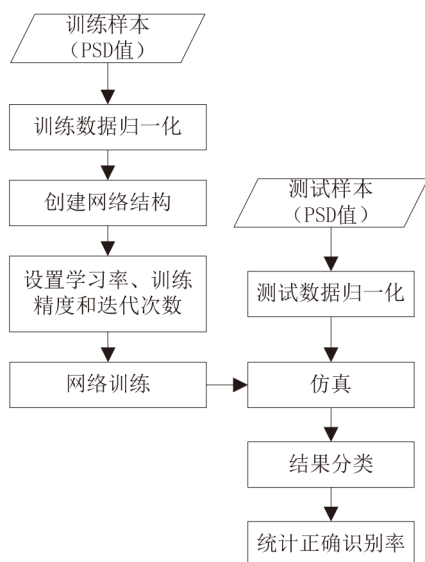 训练样本
（PSD值）
训练数据归一化
创建网络结构
设置学习率、训练
精度和迭代次数
网络训练
测试样本
（PSD值）
测试数据归一化
仿真
结果分类
统计正确识别率